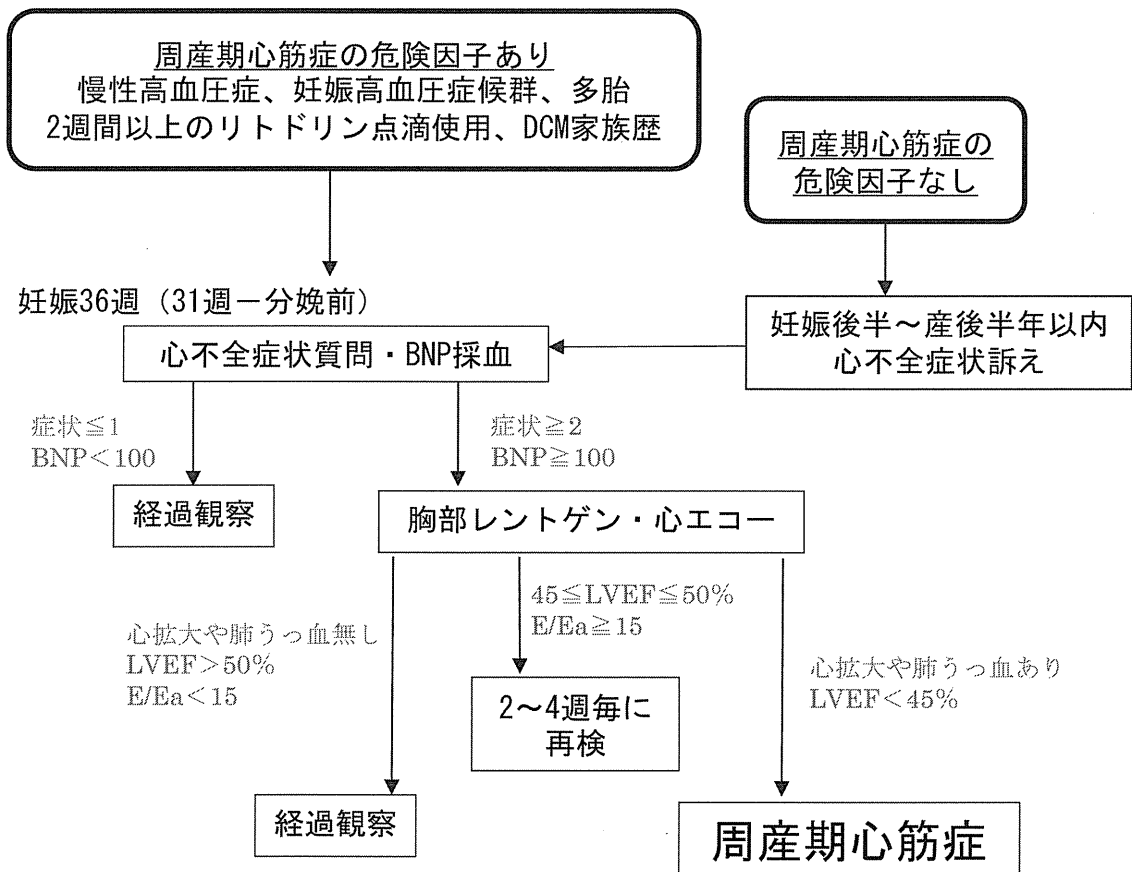 周産期心筋症の危険因子あり
慢性高血圧症、妊娠高血圧症候群、多胎
2週間以上のリトドリン点滴使用、DCM家族歴
周産期心筋症の
危険因子なし
妊娠36週（31週－分娩前）
心不全症状質問・BNP採血
妊娠後半～産後半年以内
心不全症状訴え
症状≦1
BNP＜100
症状≧2
BNP≧100
経過観察
胸部レントゲン・心エコー
心拡大や肺うっ血無し
LVEF＞50%
E/Ea＜15
45≦LVEF≦50%
E/Ea≧15
心拡大や肺うっ血あり
LVEF＜45%
2～4週毎に
再検
経過観察
周産期心筋症